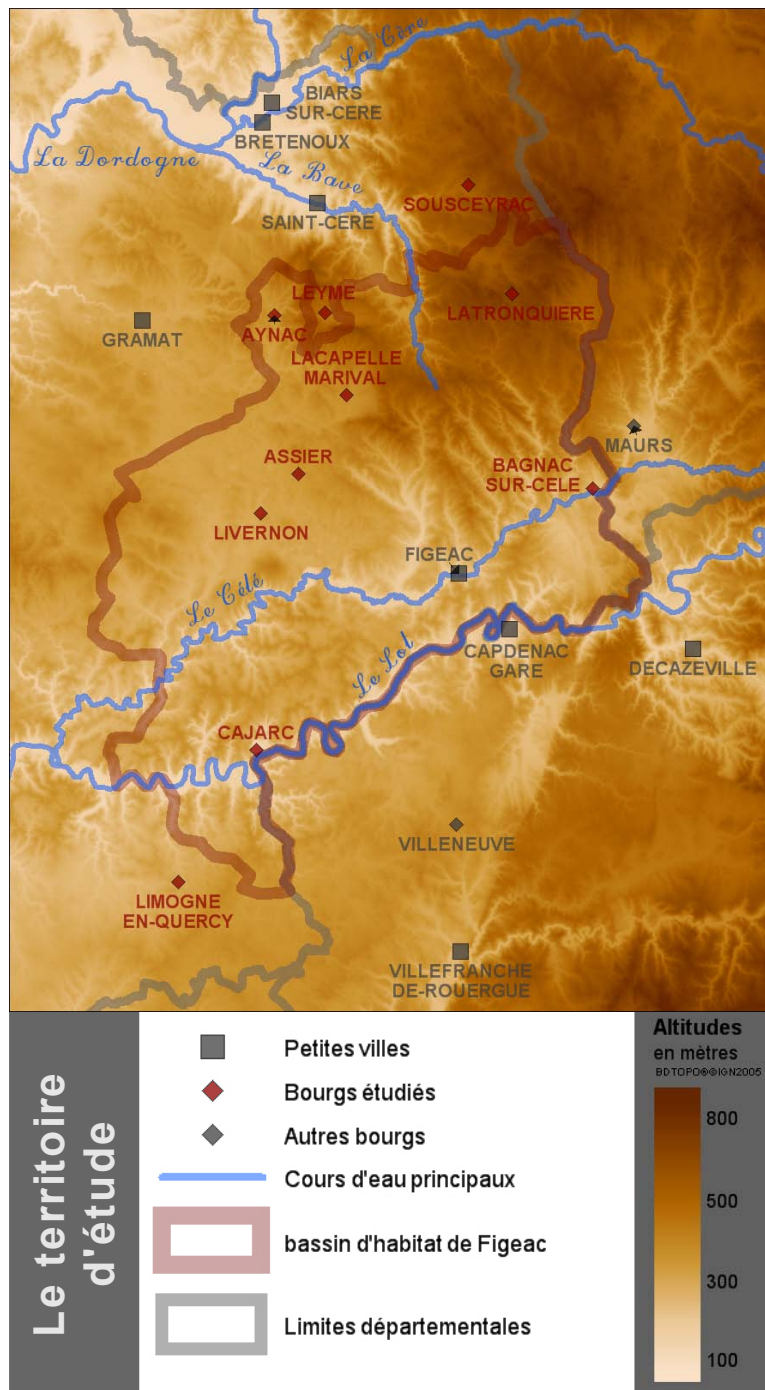 La Cère
BIARS
SUR-CERE
BRETENOUX
La Dordogne
La Bave
SOUSCEYRAC
SAINT-CERE
LEYME
LATRONQUIERE
AYNAC
GRAMAT
LACAPELLE
MARIVAL
MAURS
ASSIER
BAGNAC
SUR-CELE
LIVERNON
FIGEAC
Le Célé
CAPDENAC
GARE
DECAZEVILLE
Le Lot
CAJARC
VILLENEUVE
LIMOGNE
EN-QUERCY
VILLEFRANCHE
DE-ROUERGUE
Le territoire
d'étude
Petites villes
Bourgs étudiés
Autres bourgs
Cours d'eau principaux
bassin d'habitat de Figeac
Limites départementales
Altitudes
en mètres
BDTOPO®©IGN2005
800
500
300
100